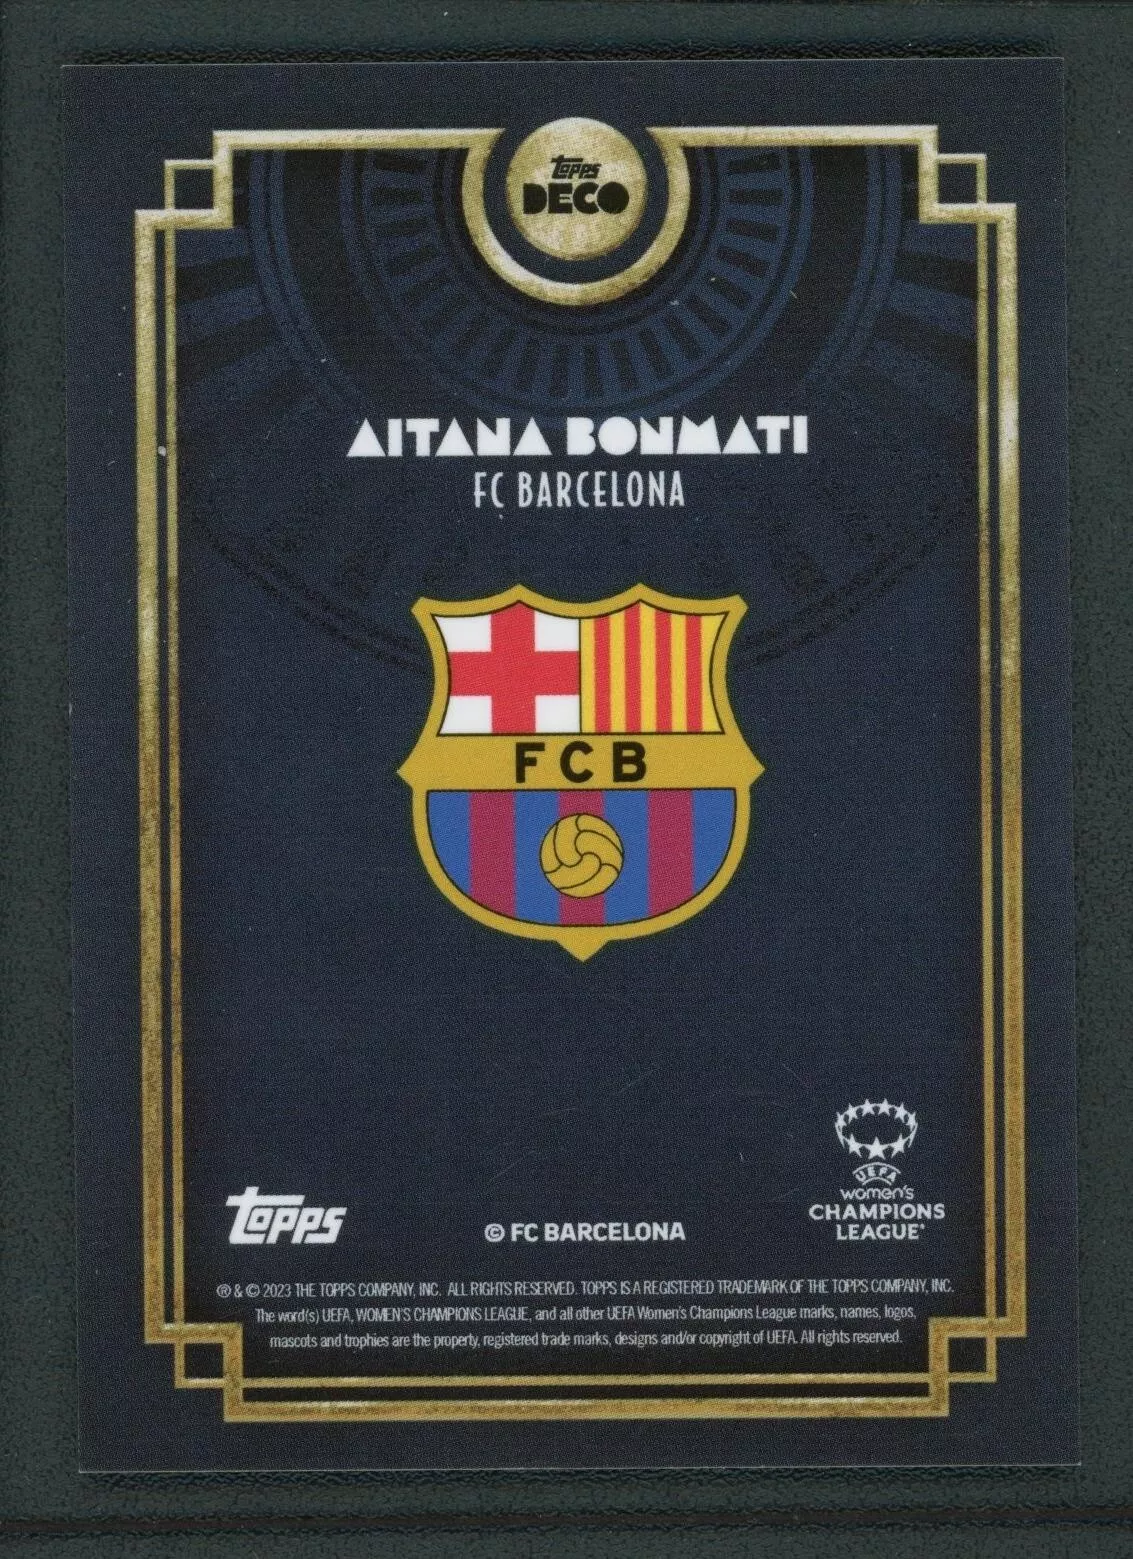 Topps
DECO
AITANA BONMATI
FC BARCELONA
FCB
UEFA
women's
CHAMPIONS
LEAGUE
Topps
© FC BARCELONA
® & © 2023 THE TOPPS COMPANY, INC. ALL RIGHTS RESERVED. TOPPS IS A REGISTERED TRADEMARK OF THE TOPPS COMPANY, INC.
The word(s) UEFA, WOMEN'S CHAMPIONS LEAGUE, and all other UEFA Women's Champions League marks, names, logos,
mascots and trophies are the property, registered trade marks, designs and/or copyright of UEFA. All rights reserved.